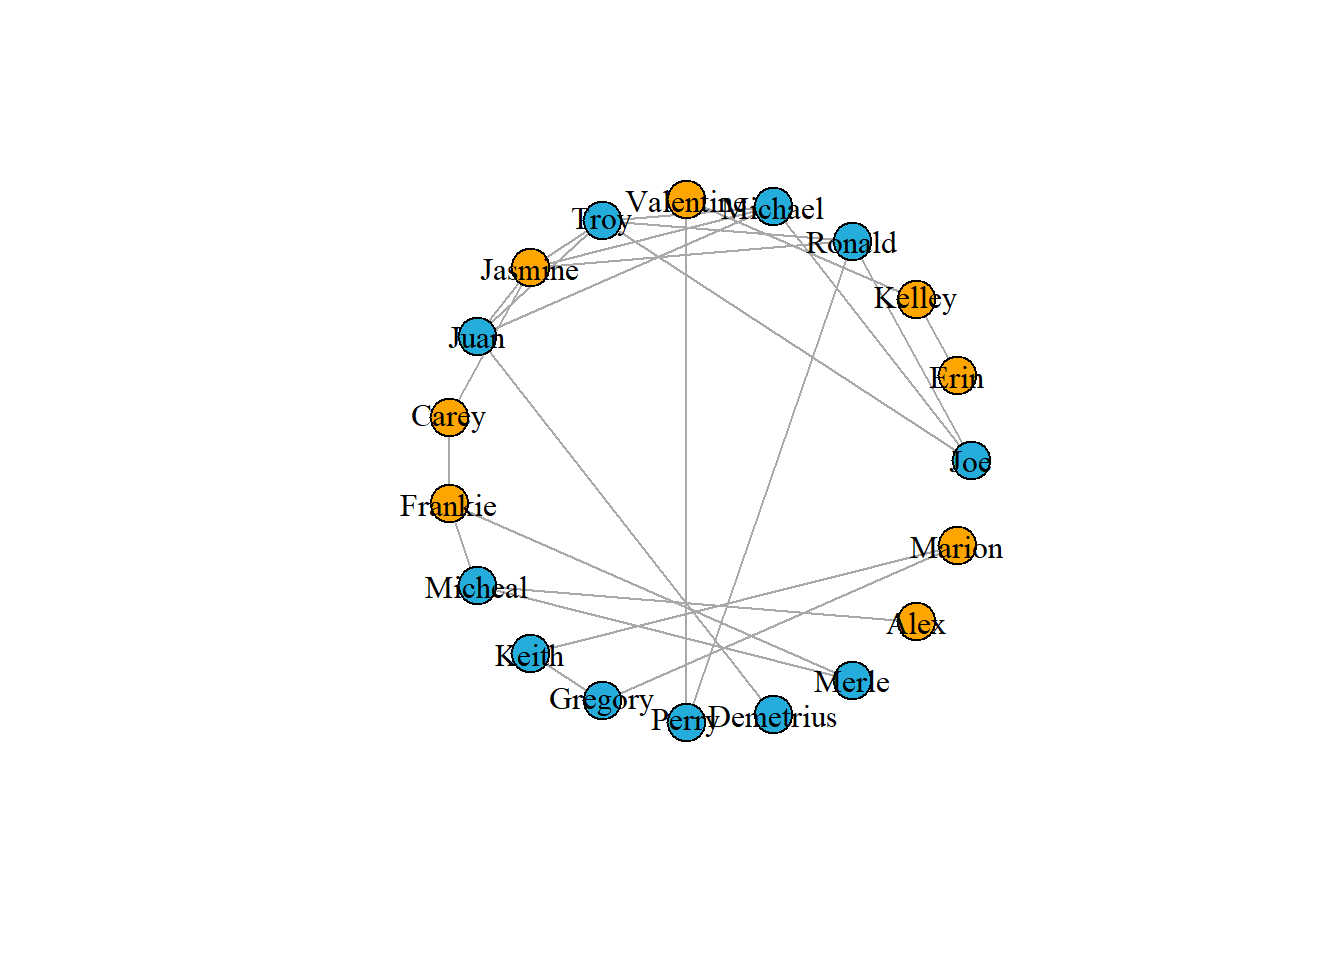 Valentine
Michael
Troy
Ronald
Jasmine
Kelley
Juan
Erin
Carey
Joe
Frankie
Marion
Micheal
Alex
Keith
Merle
Gregory
Perry
Demetrius